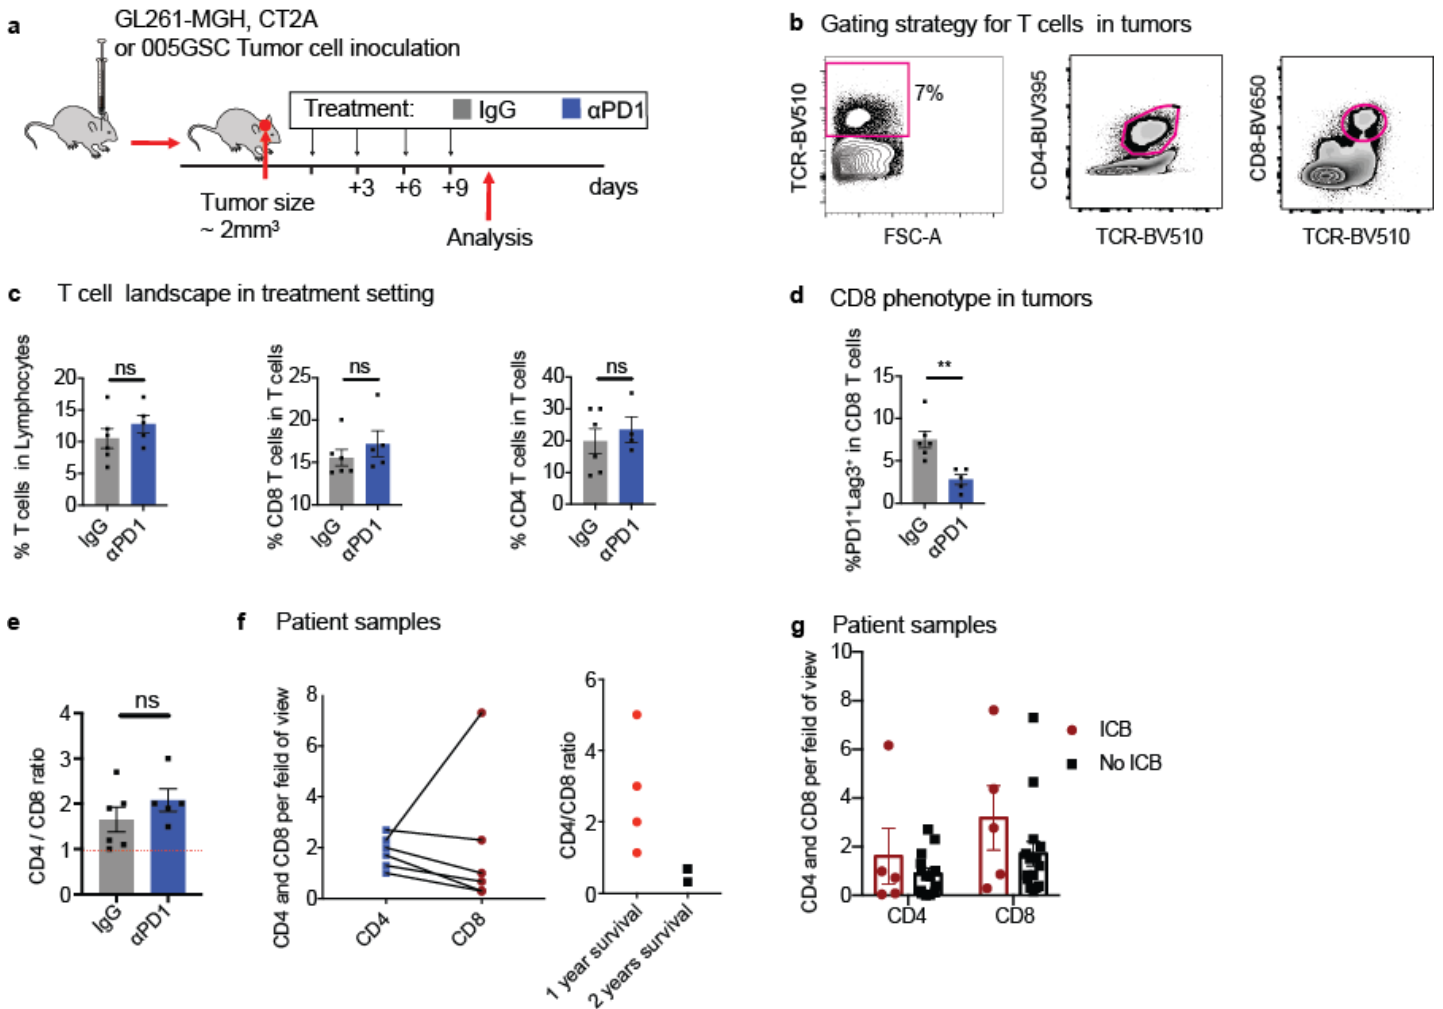 a
GL261-MGH, CT2A
or 005GSC Tumor cell inoculation
Treatment: IgG αPD1
+3 +6 +9 days
Tumor size
~ 2mm³
Analysis
b Gating strategy for T cells in tumors
TCR-BV510
7%
FSC-A
CD4-BUV395
TCR-BV510
CD8-BV650
TCR-BV510
c T cell landscape in treatment setting
% T cells in Lymphocytes
20
15
10
5
0
ns
IgG
αPD1
% CD8 T cells in T cells
25
20
15
10
ns
IgG
αPD1
% CD4 T cells in T cells
40
30
20
10
0
ns
IgG
αPD1
d CD8 phenotype in tumors
%PD1⁺Lag3⁺ in CD8 T cells
15
10
5
0
**
IgG
αPD1
e
CD4 / CD8 ratio
4
3
2
1
0
ns
IgG
αPD1
f Patient samples
CD4 and CD8 per feild of view
8
6
4
2
0
CD4
CD8
CD4/CD8 ratio
6
4
2
0
1 year survival
2 years survival
g Patient samples
CD4 and CD8 per feild of view
10
8
6
4
2
0
CD4
CD8
ICB
No ICB